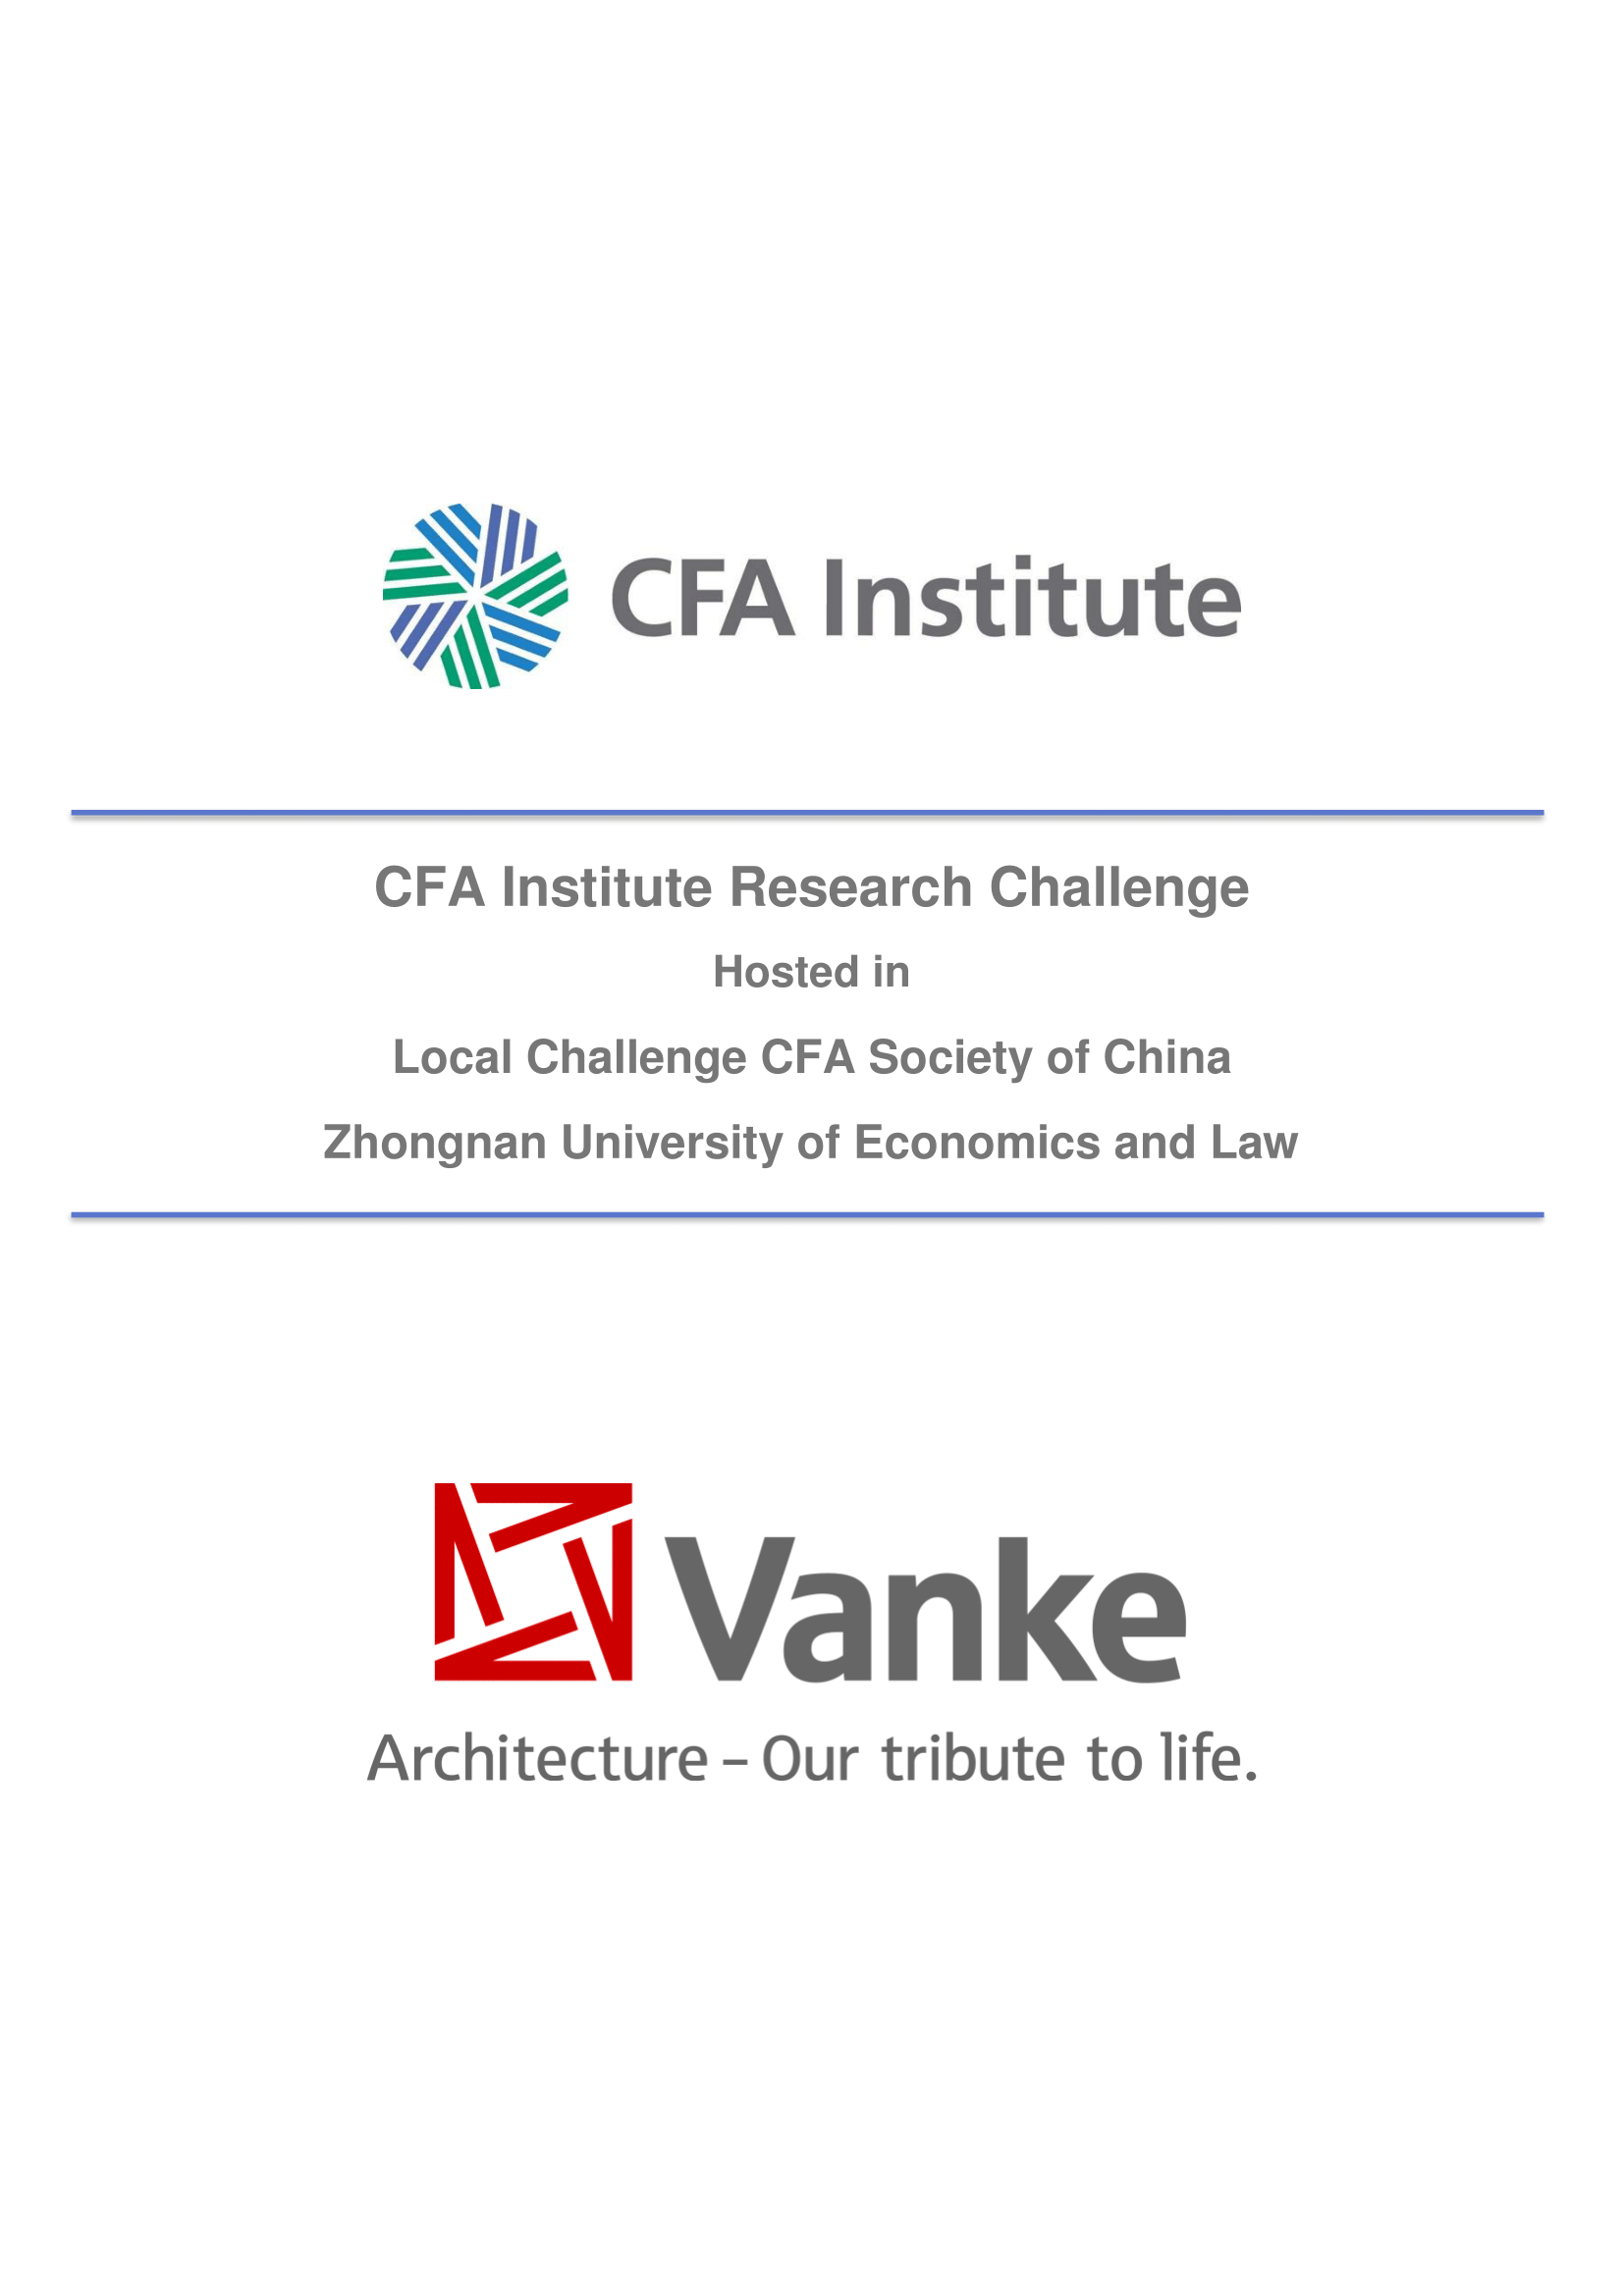 CFA Institute
CFA Institute Research Challenge
Hosted in
Local Challenge CFA Society of China
Zhongnan University of Economics and Law
Vanke
Architecture – Our tribute to life.